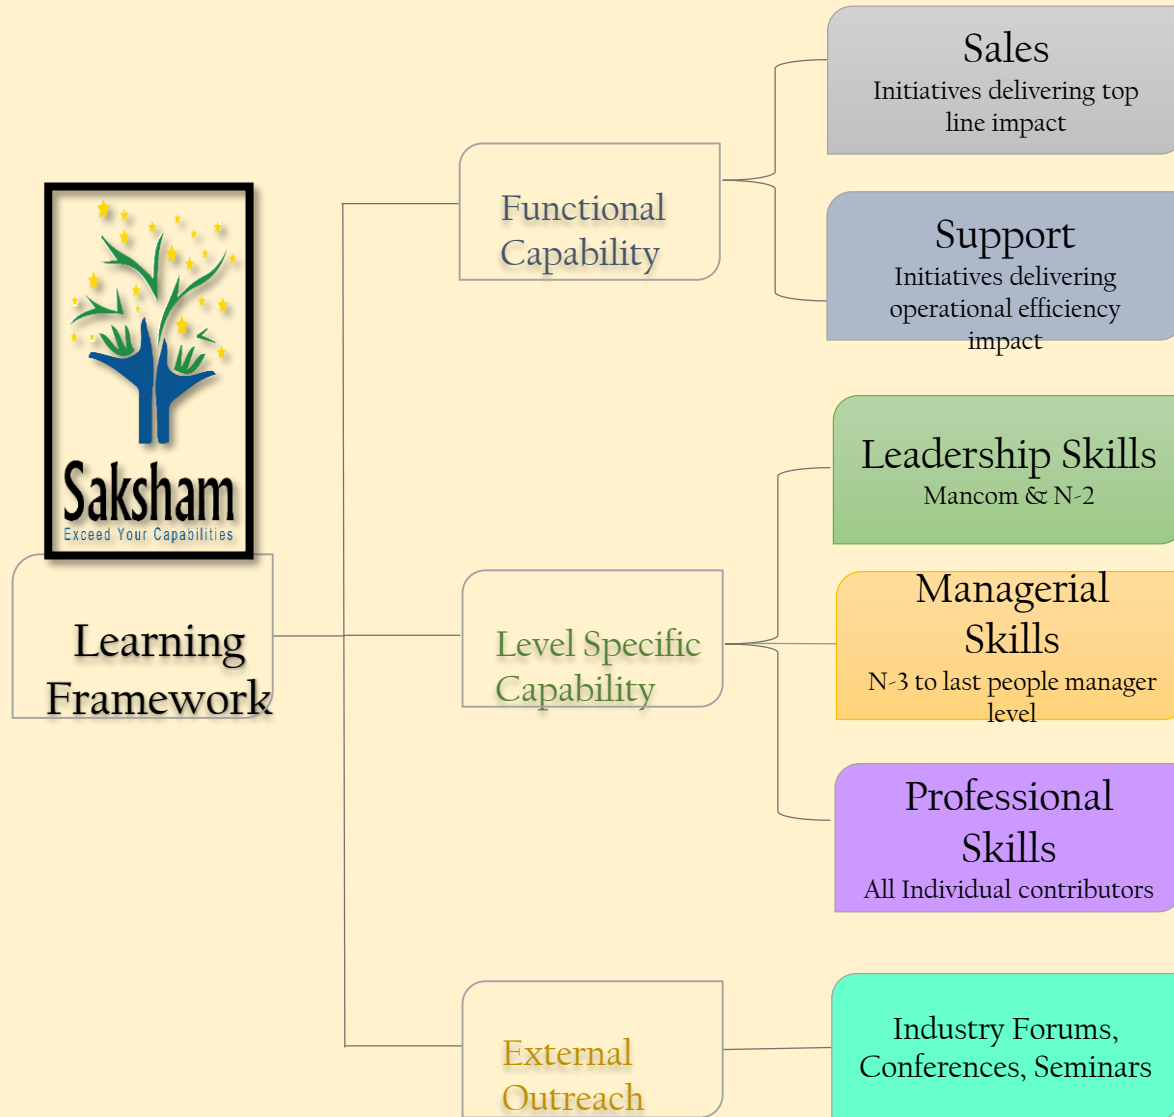 Saksham
Exceed Your Capabilities
Learning
Framework
Functional
Capability
Sales
Initiatives delivering top
line impact
Support
Initiatives delivering
operational efficiency
impact
Level Specific
Capability
Leadership Skills
Mancom & N-2
Managerial
Skills
N-3 to last people manager
level
Professional
Skills
All Individual contributors
External
Outreach
Industry Forums,
Conferences, Seminars